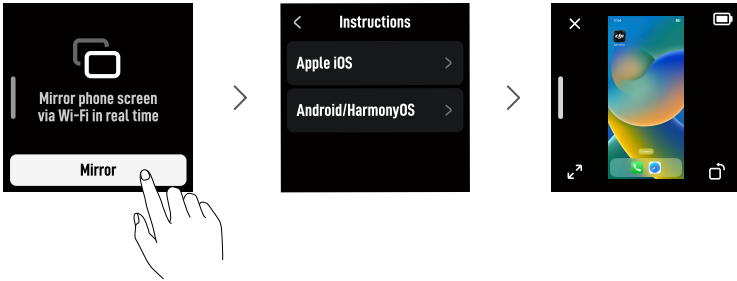 Mirror phone screen
via Wi-Fi in real time
Mirror
Instructions
Apple iOS
Android/HarmonyOS